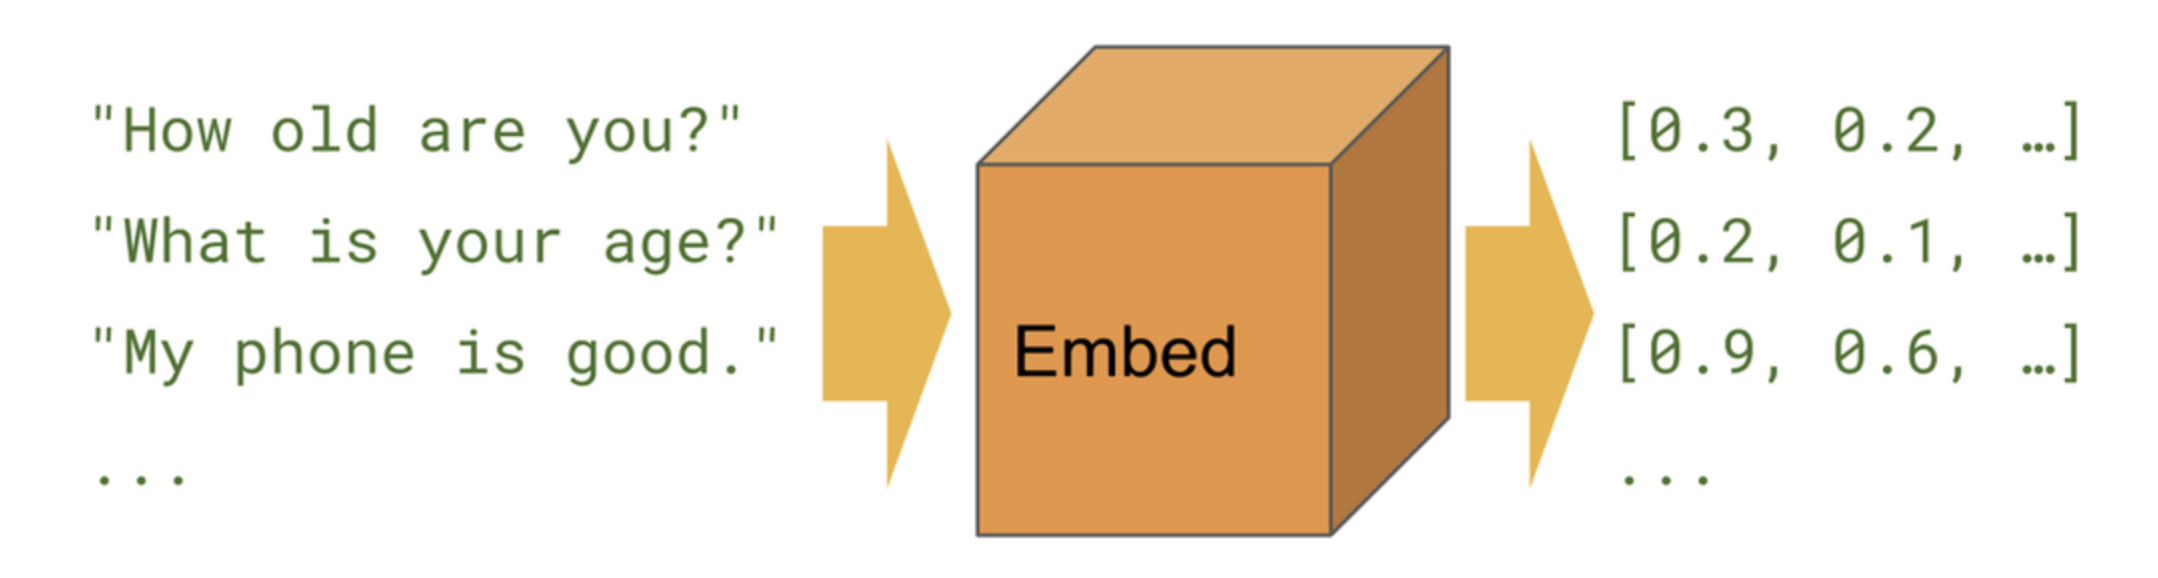 "How old are you?"
"What is your age?"
"My phone is good."
...
Embed
[0.3, 0.2, …]
[0.2, 0.1, …]
[0.9, 0.6, …]
...